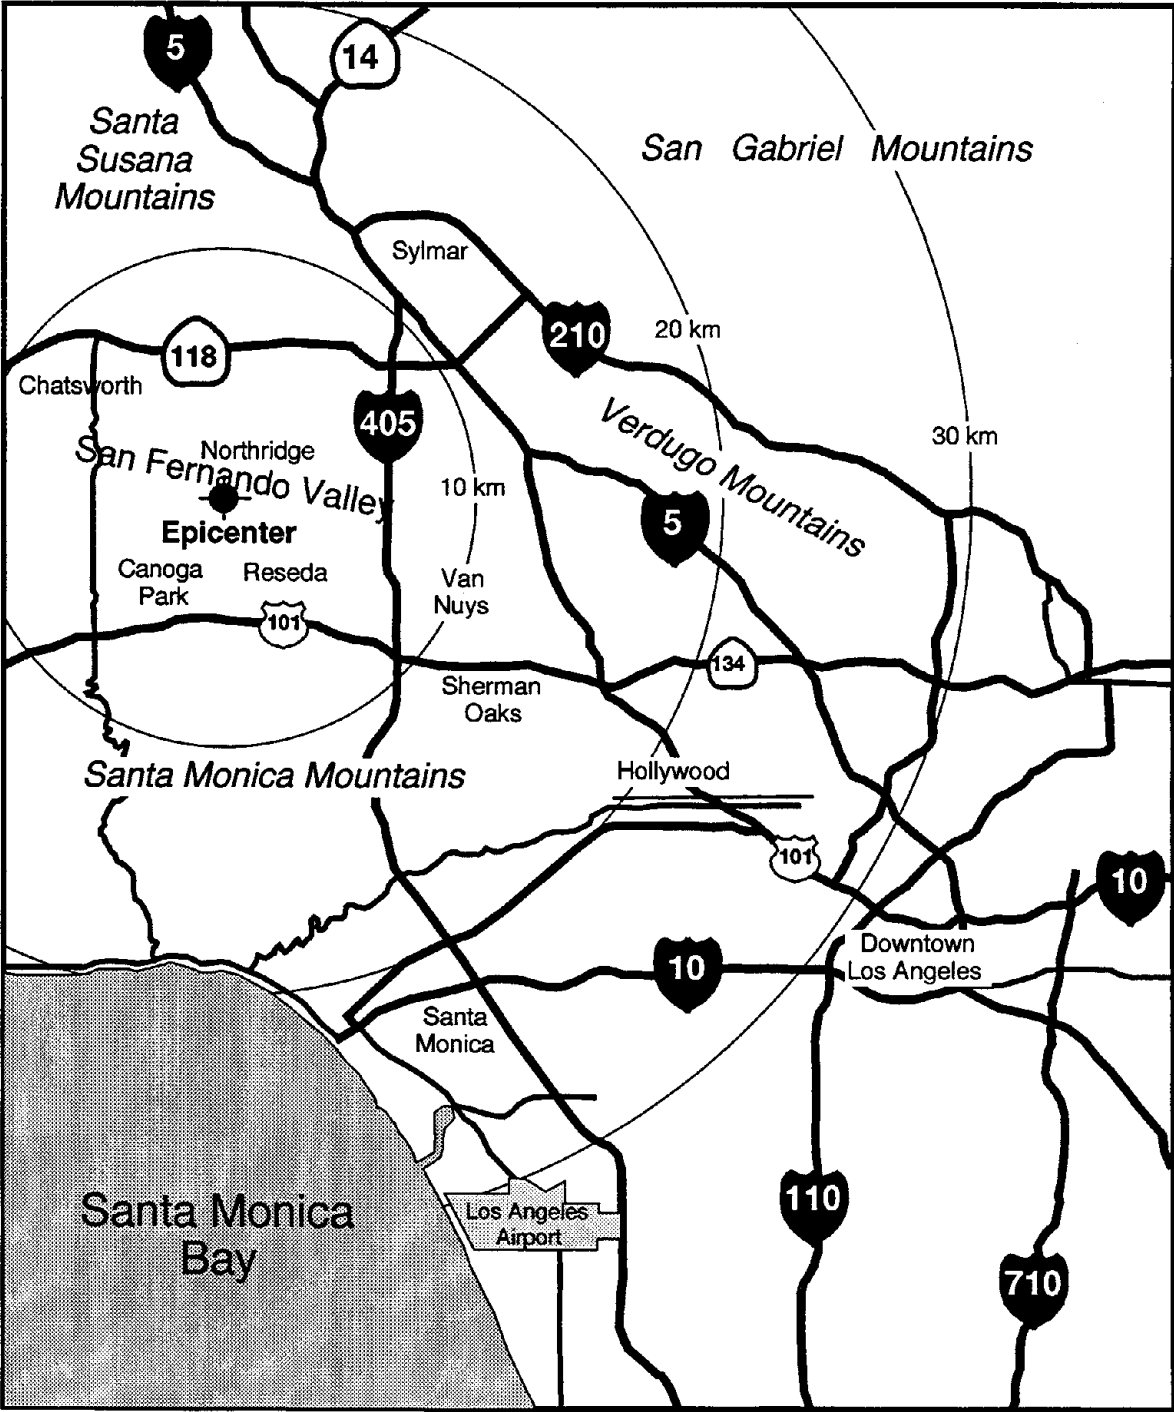 5
14
Santa
Susana
Mountains
San Gabriel Mountains
Sylmar
210
20 km
118
Chatsworth
405
Verdugo Mountains
30 km
Northridge
San Fernando Valley
10 km
5
Epicenter
Canoga
Park
Reseda
Van
Nuys
101
134
Sherman
Oaks
Santa Monica Mountains
Hollywood
101
10
Downtown
Los Angeles
10
Santa
Monica
110
Santa Monica
Bay
Los Angeles
Airport
710